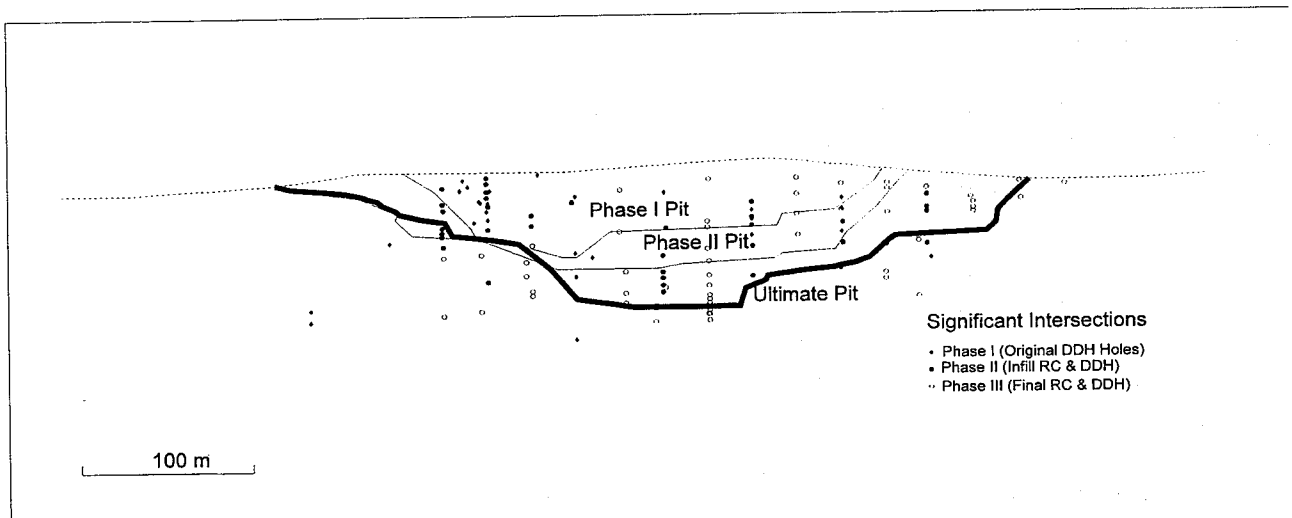 Phase I Pit
Phase II Pit
Ultimate Pit
Significant Intersections
Phase I (Original DDH Holes)
Phase II (Infill RC & DDH)
Phase III (Final RC & DDH)
100 m